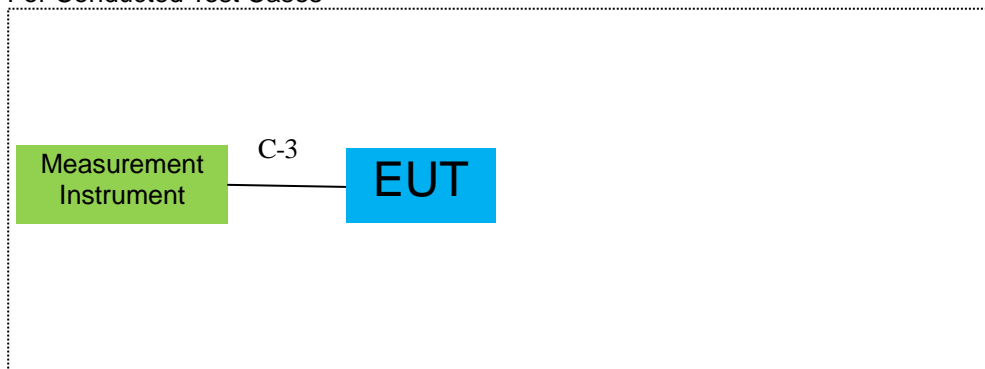 For Conducted Test Cases
C-3
Measurement
Instrument
EUT